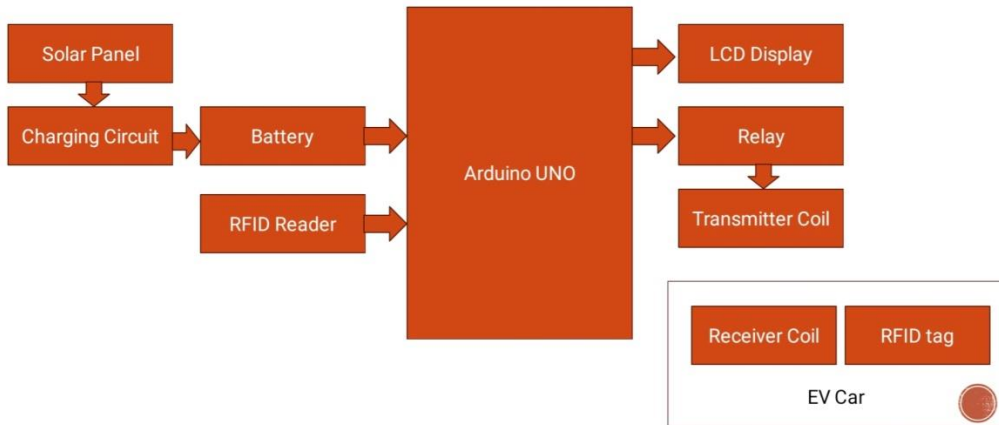 Solar Panel
Charging Circuit
Battery
RFID Reader
Arduino UNO
LCD Display
Relay
Transmitter Coil
Receiver Coil
RFID tag
EV Car